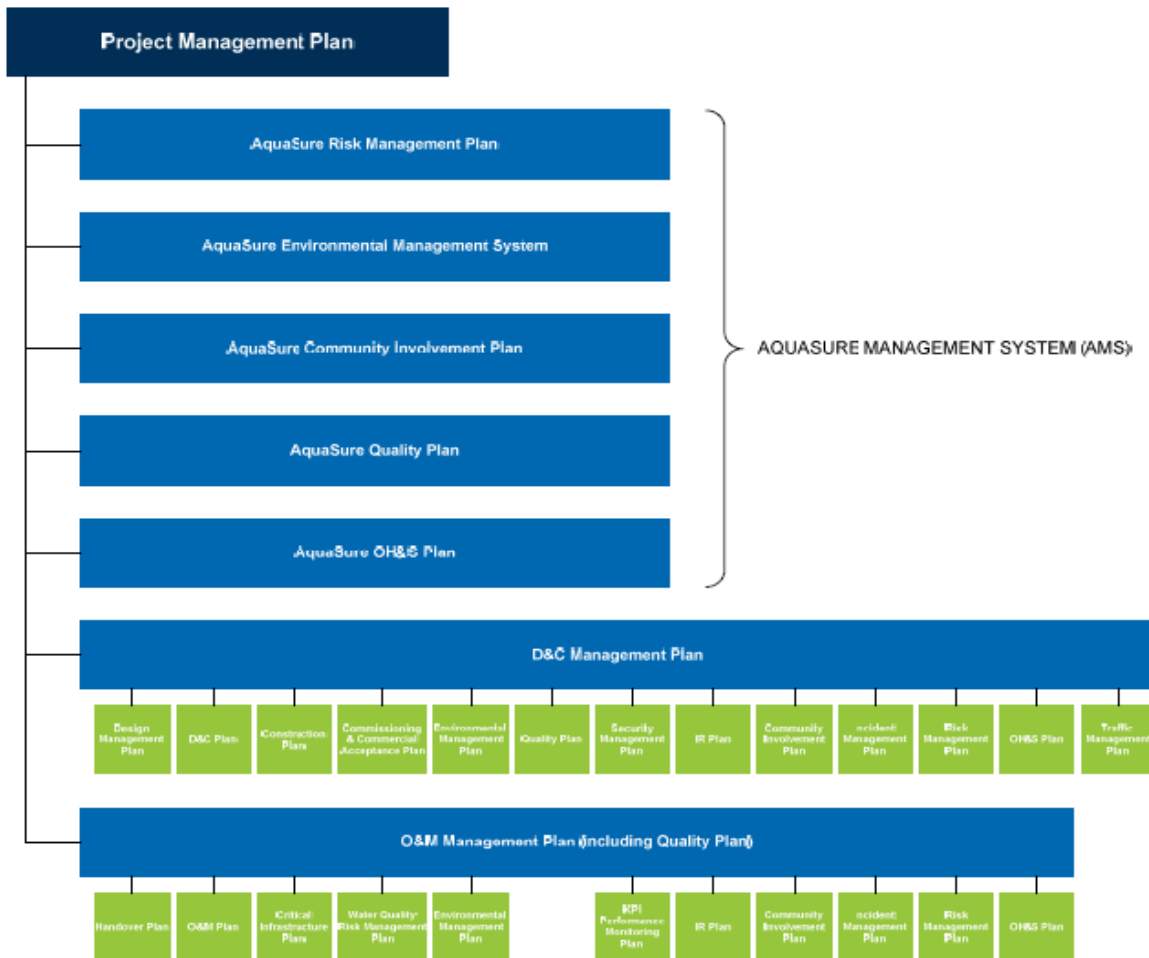 Project Management Plan
AquaSure Risk Management Plan
AquaSure Environmental Management System
AquaSure Community Involvement Plan
AQUASURE MANAGEMENT SYSTEM (AMS)
AquaSure Quality Plan
AquaSure OH&S Plan
D&C Management Plan
Design
Management
Plan
D&C Plan
Construction
Plan
Commissioning
& Commercial
Acceptance Plan
Environmental
Management
Plan
Quality Plan
Security
Management
Plan
IR Plan
Community
Involvement
Plan
Incident
Management
Plan
Risk
Management
Plan
OH&S Plan
Traffic
Management
Plan
O&M Management Plan (including Quality Plan)
Handover Plan
O&M Plan
Critical
Infrastructure
Plan
Water Quality
Risk Management
Plan
Environmental
Management
Plan
KPI
Performance
Monitoring
Plan
IR Plan
Community
Involvement
Plan
Incident
Management
Plan
Risk
Management
Plan
OH&S Plan